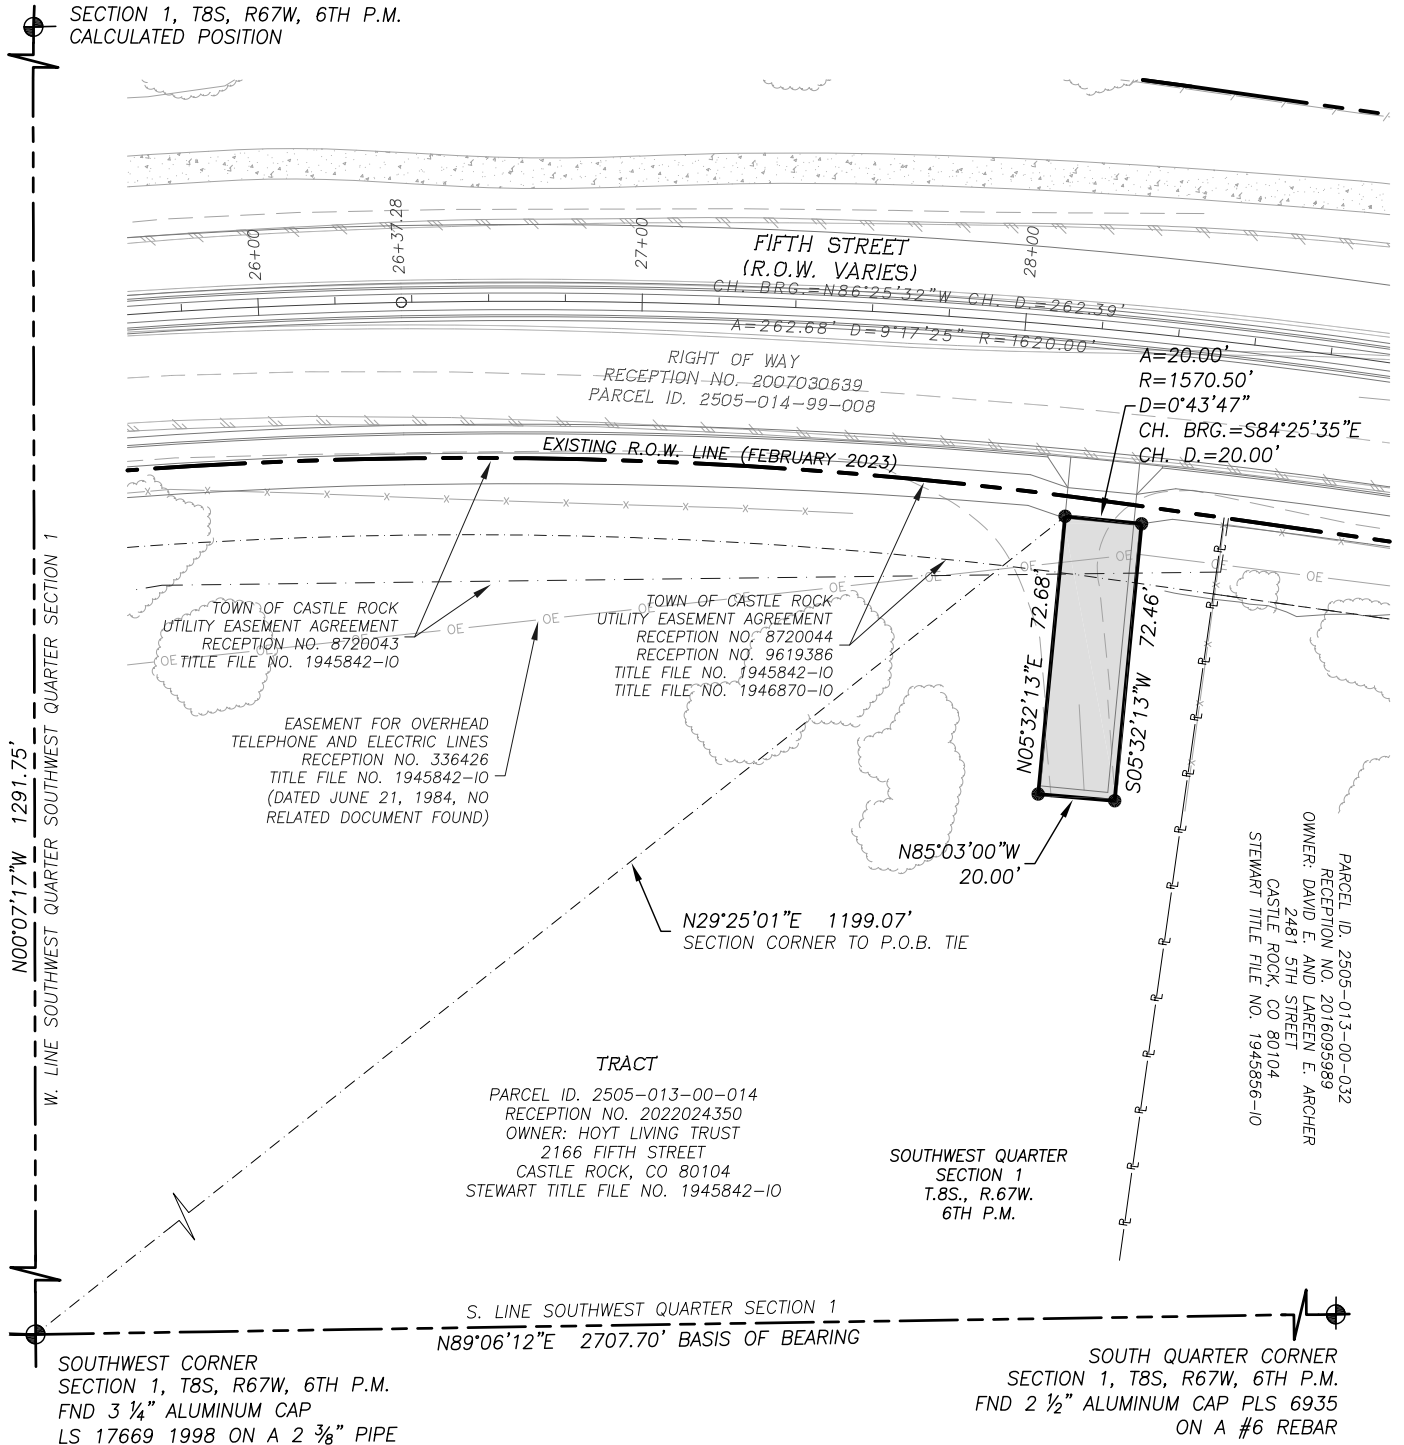 SECTION 1, T8S, R67W, 6TH P.M.
CALCULATED POSITION
26+00
26+37.28
27+00
28+00
FIFTH STREET
(R.O.W. VARIES)
CH. BRG.=N86°25'32"W CH. D.=262.39'
A=262.68' D=9°17'25" R=1620.00'
RIGHT OF WAY
RECEPTION NO. 2007030639
PARCEL ID. 2505-014-99-008
A=20.00'
R=1570.50'
D=0°43'47"
CH. BRG.=S84°25'35"E
CH. D.=20.00'
EXISTING R.O.W. LINE (FEBRUARY 2023)
TOWN OF CASTLE ROCK
UTILITY EASEMENT AGREEMENT
RECEPTION NO. 8720043
TITLE FILE NO. 1945842-IO
TOWN OF CASTLE ROCK
UTILITY EASEMENT AGREEMENT
RECEPTION NO. 8720044
RECEPTION NO. 9619386
TITLE FILE NO. 1945842-IO
TITLE FILE NO. 1946870-IO
OE
OE
OE
OE
OE
OE
OE
OE
OE
OE
EASEMENT FOR OVERHEAD
TELEPHONE AND ELECTRIC LINES
RECEPTION NO. 336426
TITLE FILE NO. 1945842-IO
(DATED JUNE 21, 1984, NO
RELATED DOCUMENT FOUND)
N05°32'13"E 72.68'
S05°32'13"W 72.46'
N85°03'00"W
20.00'
N29°25'01"E 1199.07'
SECTION CORNER TO P.O.B. TIE
N00°07'17"W 1291.75'
W. LINE SOUTHWEST QUARTER SOUTHWEST QUARTER SECTION 1
PARCEL ID. 2505-013-00-032
RECEPTION NO. 2016095989
OWNER: DAVID E. AND LAREEN E. ARCHER
2481 5TH STREET
CASTLE ROCK, CO 80104
STEWART TITLE FILE NO. 1945856-IO
TRACT
PARCEL ID. 2505-013-00-014
RECEPTION NO. 2022024350
OWNER: HOYT LIVING TRUST
2166 FIFTH STREET
CASTLE ROCK, CO 80104
STEWART TITLE FILE NO. 1945842-IO
SOUTHWEST QUARTER
SECTION 1
T.8S., R.67W.
6TH P.M.
S. LINE SOUTHWEST QUARTER SECTION 1
N89°06'12"E 2707.70' BASIS OF BEARING
SOUTHWEST CORNER
SECTION 1, T8S, R67W, 6TH P.M.
FND 3 ¼" ALUMINUM CAP
LS 17669 1998 ON A 2 ⅜" PIPE
SOUTH QUARTER CORNER
SECTION 1, T8S, R67W, 6TH P.M.
FND 2 ½" ALUMINUM CAP PLS 6935
ON A #6 REBAR